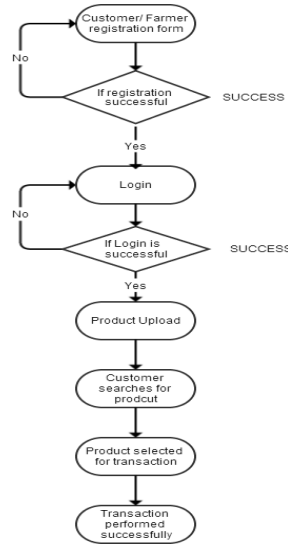 Customer/ Farmer
registration form
No
If registration
successful
SUCCESS
Yes
Login
No
If Login is
successful
SUCCESS
Yes
Product Upload
Customer
searches for
prodcut
Product selected
for transaction
Transaction
performed
successfully